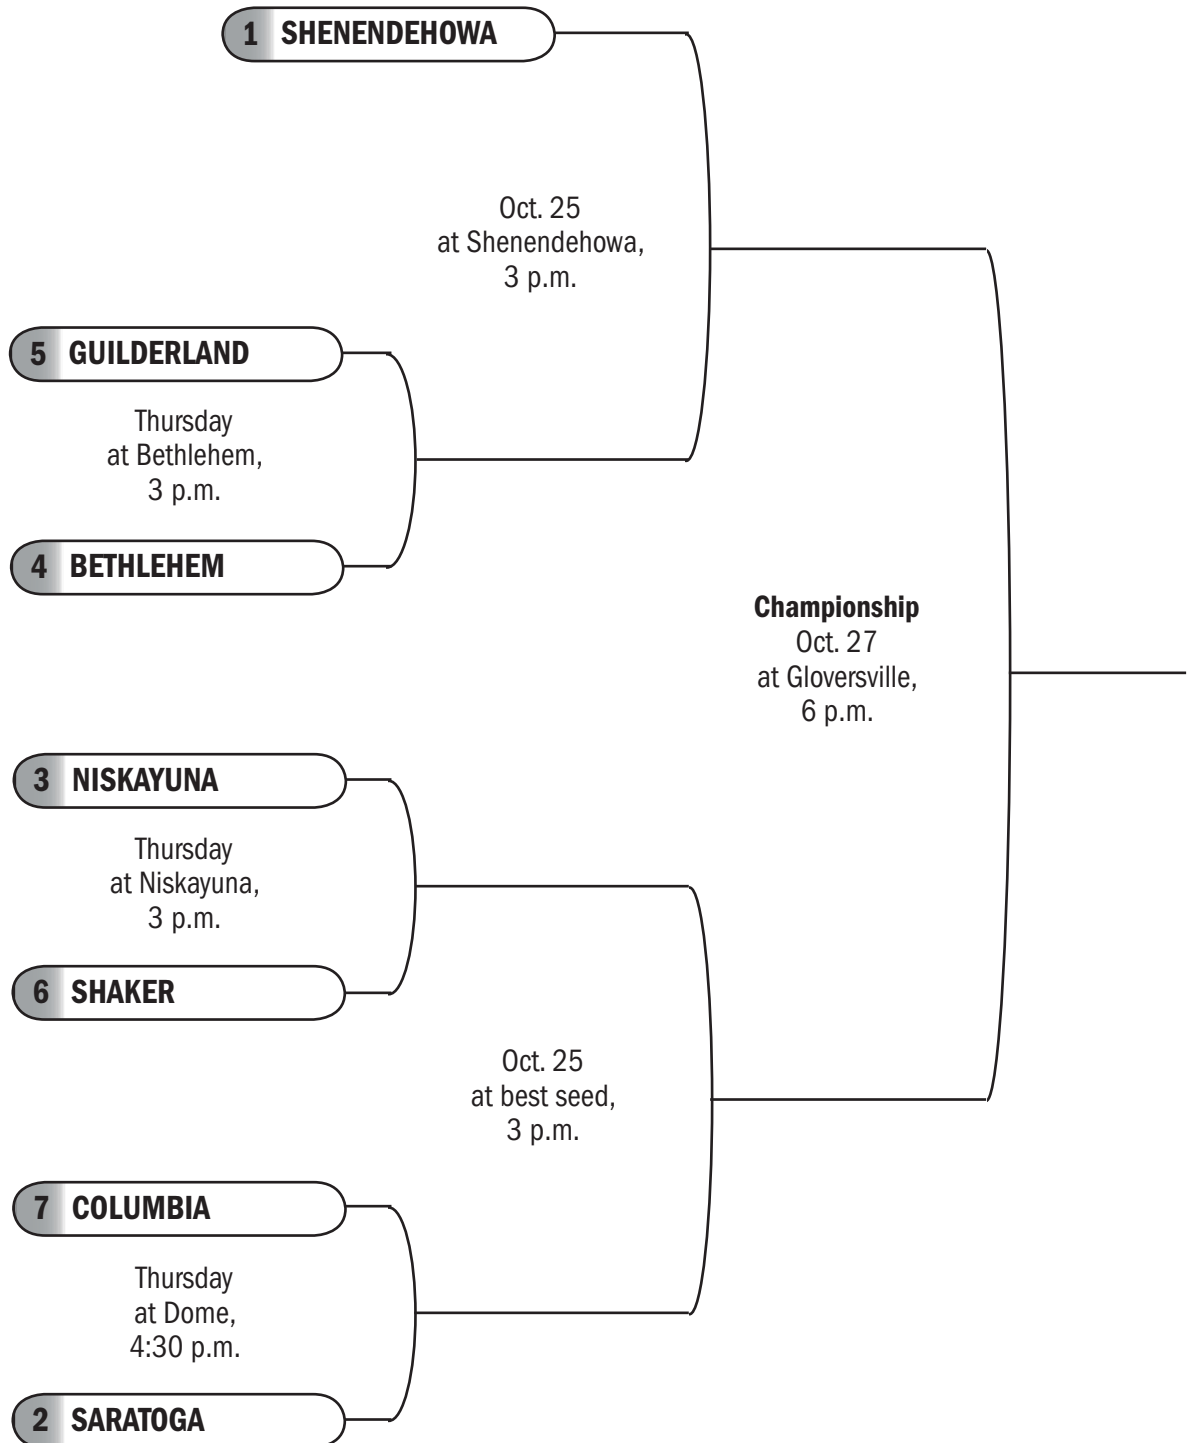 1 SHENENDEHOWA
Oct. 25
at Shenendehowa,
3 p.m.
5 GUILDERLAND
Thursday
at Bethlehem,
3 p.m.
4 BETHLEHEM
Championship
Oct. 27
at Gloversville,
6 p.m.
3 NISKAYUNA
Thursday
at Niskayuna,
3 p.m.
6 SHAKER
Oct. 25
at best seed,
3 p.m.
7 COLUMBIA
Thursday
at Dome,
4:30 p.m.
2 SARATOGA